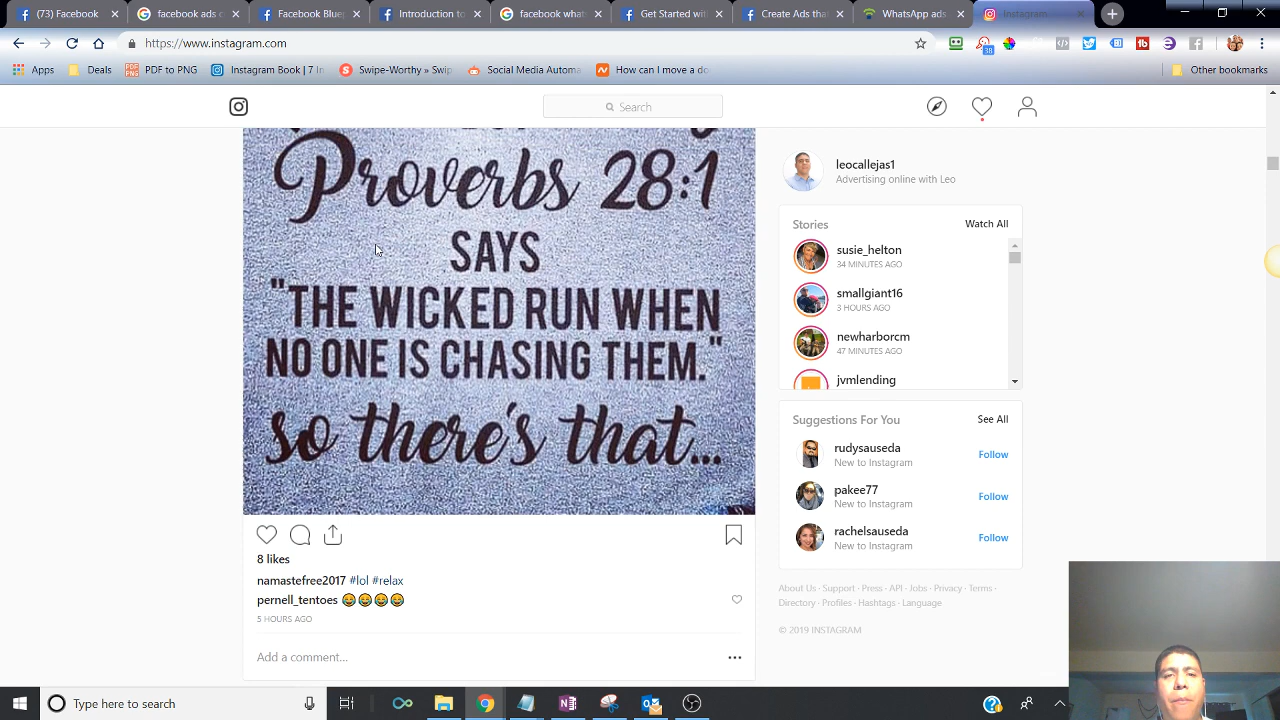 (73) Facebook
facebook ads c
Facebook Bluep
Introduction to
facebook what
Get Started with
Create Ads that
WhatsApp ads
Instagram
https://www.instagram.com
38
Apps
Deals
PDF to PNG
Instagram Book | 7 In
Swipe-Worthy » Swip
Social Media Automa
How can I move a do
Other bookmarks
Search
Proverbs 28:1
SAYS
"THE WICKED RUN WHEN
NO ONE IS CHASING THEM."
so there's that...
8 likes
namastefree2017 #lol #relax
pernell_tentoes 
5 HOURS AGO
Add a comment...
leocallejas1
Advertising online with Leo
Stories
Watch All
susie_helton
34 MINUTES AGO
smallgiant16
3 HOURS AGO
newharborcm
47 MINUTES AGO
jvmlending
Suggestions For You
See All
rudysauseda
New to Instagram
Follow
pakee77
New to Instagram
Follow
rachelsauseda
New to Instagram
Follow
About Us · Support · Press · API · Jobs · Privacy · Terms ·
Directory · Profiles · Hashtags · Language
© 2019 INSTAGRAM
Type here to search